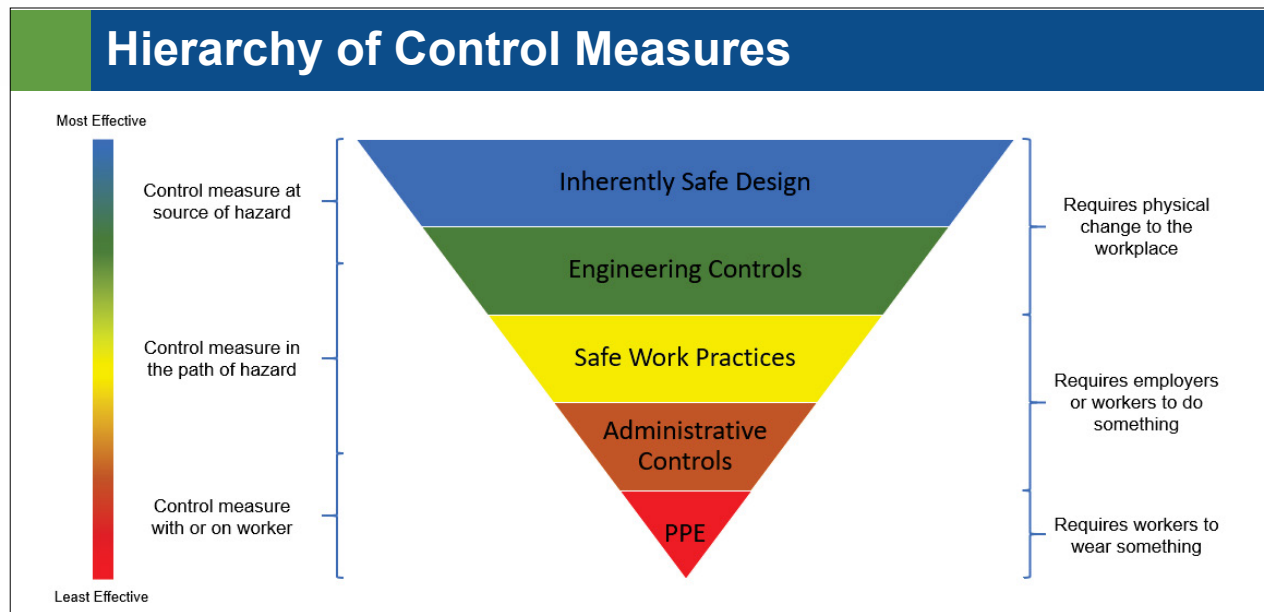 Hierarchy of Control Measures
Most Effective
Control measure at
source of hazard
Control measure in
the path of hazard
Control measure
with or on worker
Least Effective
Inherently Safe Design
Engineering Controls
Safe Work Practices
Administrative
Controls
PPE
Requires physical
change to the
workplace
Requires employers
or workers to do
something
Requires workers to
wear something